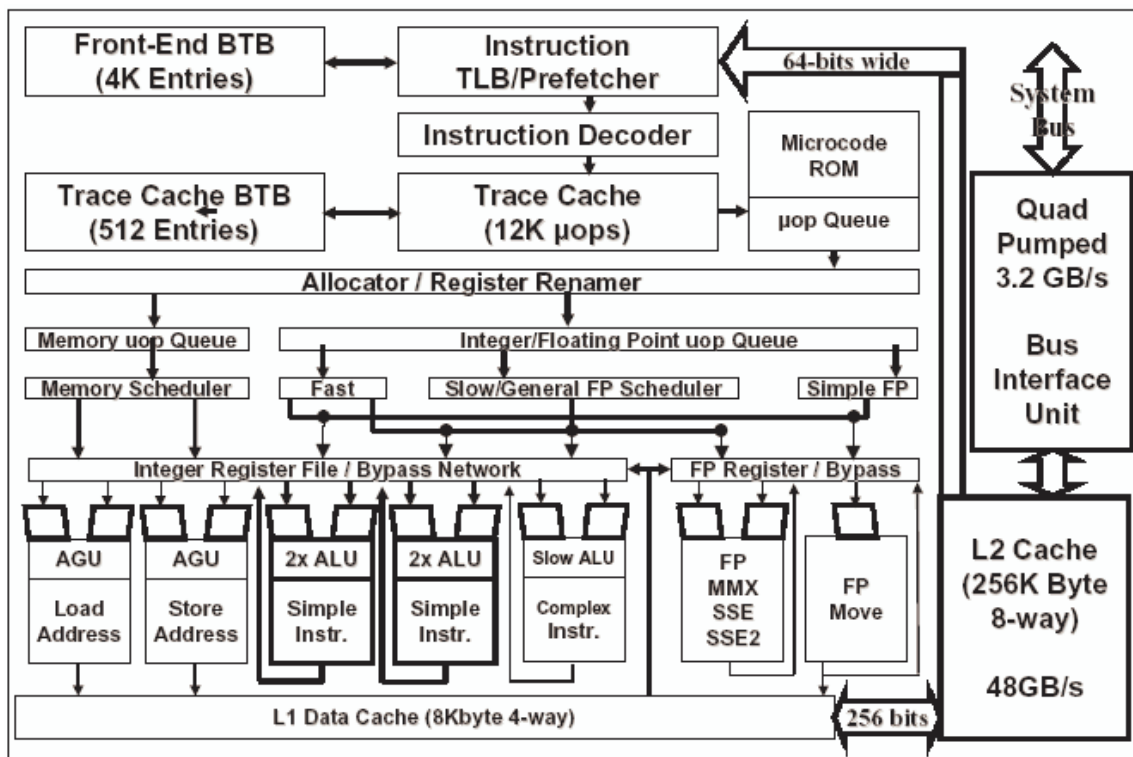 Front-End BTB
(4K Entries)
Instruction
TLB/Prefetcher
64-bits wide
System
Bus
Instruction Decoder
Microcode
ROM
Trace Cache BTB
(512 Entries)
Trace Cache
(12K µops)
µop Queue
Quad
Pumped
3.2 GB/s
Bus
Interface
Unit
Allocator / Register Renamer
Memory uop Queue
Integer/Floating Point uop Queue
Memory Scheduler
Fast
Slow/General FP Scheduler
Simple FP
Integer Register File / Bypass Network
FP Register / Bypass
AGU
Load
Address
AGU
Store
Address
2x ALU
Simple
Instr.
2x ALU
Simple
Instr.
Slow ALU
Complex
Instr.
FP
MMX
SSE
SSE2
FP
Move
L2 Cache
(256K Byte
8-way)
48GB/s
L1 Data Cache (8Kbyte 4-way)
256 bits